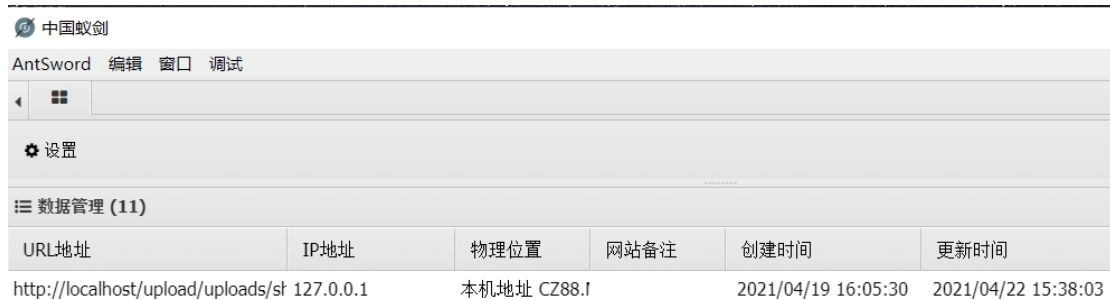 中国蚁剑
AntSword 编辑 窗口 调试
设置
数据管理 (11)
URL地址 IP地址 物理位置 网站备注 创建时间 更新时间
http://localhost/upload/uploads/sh 127.0.0.1 本机地址 CZ88.N 2021/04/19 16:05:30 2021/04/22 15:38:03